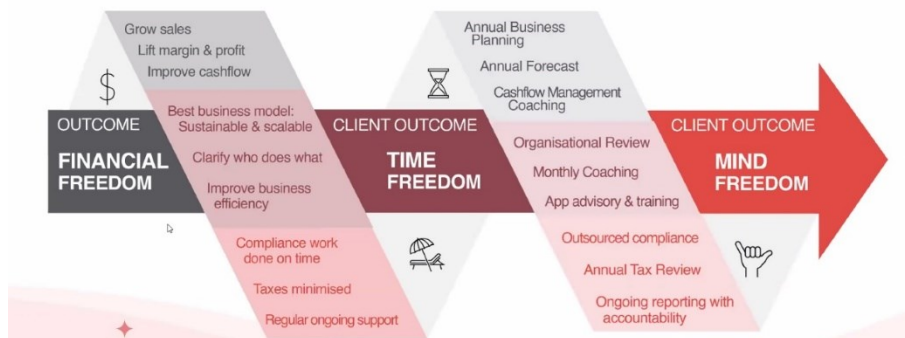 Grow sales
Lift margin & profit
Improve cashflow
$
OUTCOME
FINANCIAL
FREEDOM
Best business model:
Sustainable & scalable
Clarify who does what
Improve business
efficiency
Compliance work
done on time
Taxes minimised
Regular ongoing support
CLIENT OUTCOME
TIME
FREEDOM
Annual Business
Planning
Annual Forecast
Cashflow Management
Coaching
Organisational Review
Monthly Coaching
App advisory & training
Outsourced compliance
Annual Tax Review
Ongoing reporting with
accountability
CLIENT OUTCOME
MIND
FREEDOM